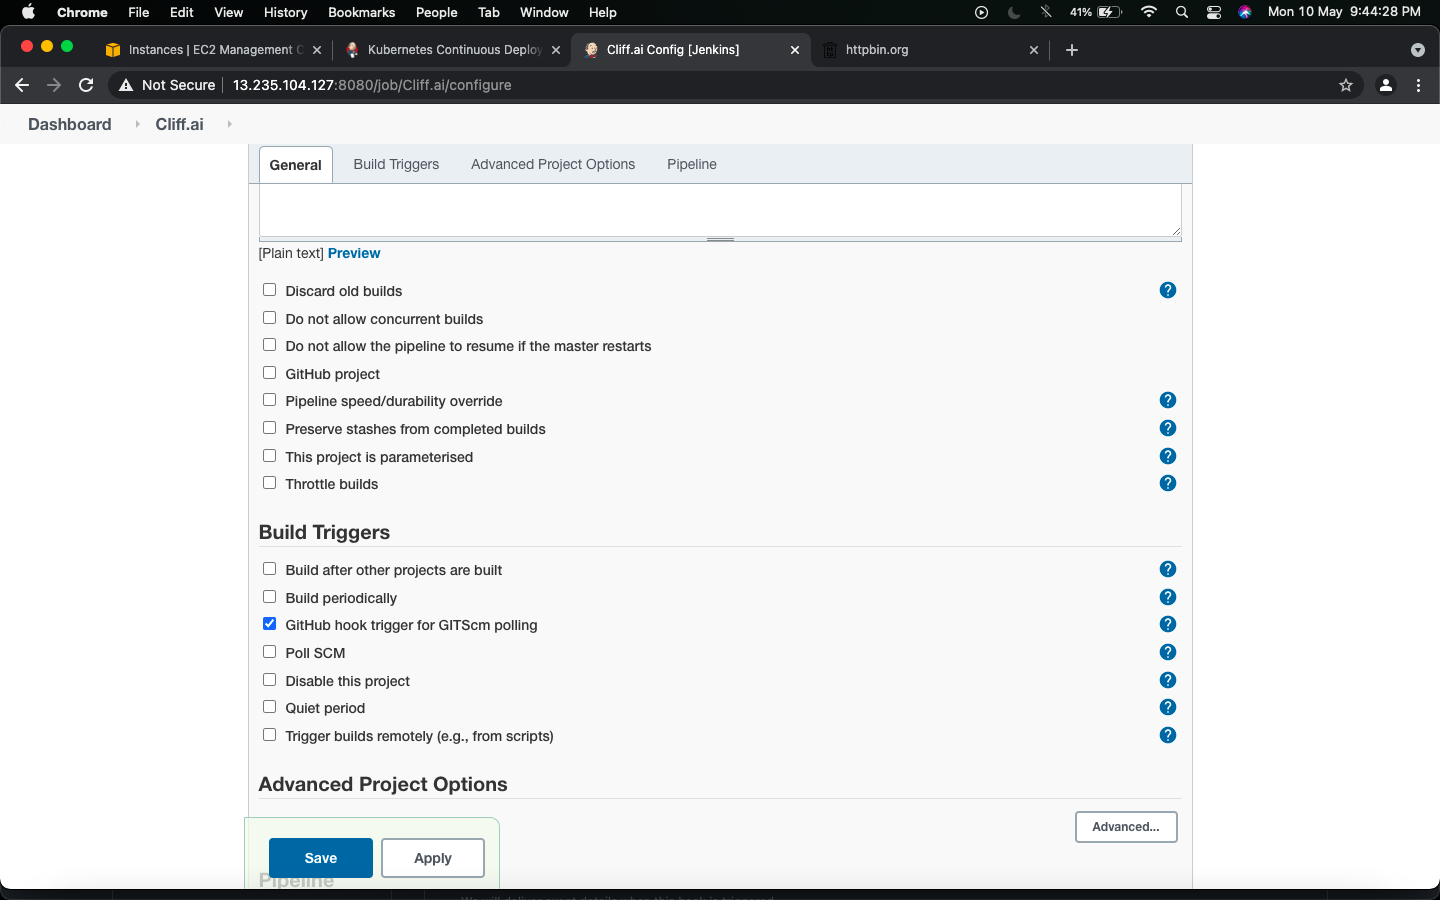 Chrome File Edit View History Bookmarks People Tab Window Help 41% Mon 10 May 9:44:28 PM
Instances | EC2 Management C Kubernetes Continuous Deploy Cliff.ai Config [Jenkins] httpbin.org
Not Secure 13.235.104.127:8080/job/Cliff.ai/configure
Dashboard Cliff.ai
General Build Triggers Advanced Project Options Pipeline
[Plain text] Preview
Discard old builds ?
Do not allow concurrent builds
Do not allow the pipeline to resume if the master restarts
GitHub project
Pipeline speed/durability override ?
Preserve stashes from completed builds ?
This project is parameterised ?
Throttle builds ?
Build Triggers
Build after other projects are built ?
Build periodically ?
GitHub hook trigger for GITScm polling ?
Poll SCM ?
Disable this project ?
Quiet period ?
Trigger builds remotely (e.g., from scripts) ?
Advanced Project Options
Advanced...
Save Apply
Pipeline